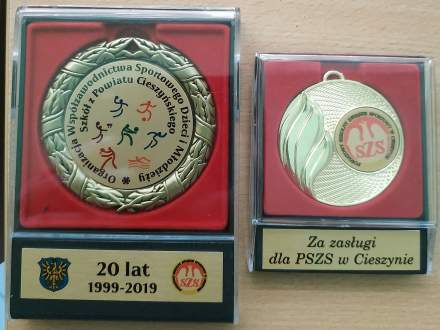 Organizacja Współzawodnictwa Sportowego Dzieci i Młodzieży *
Szkół z Powiatu Cieszyńskiego
20 lat
1999-2019
SZS
SZS
Za zasługi
dla PSZS w Cieszynie